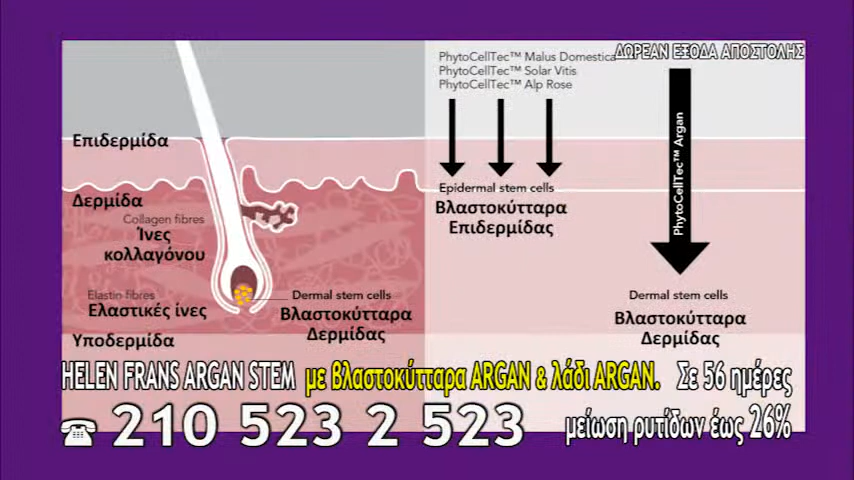 PhytoCellTec™ Malus Domestica
ΔΩΡΕΑΝ ΕΞΟΔΑ ΑΠΟΣΤΟΛΗΣ
PhytoCellTec™ Solar Vitis
PhytoCellTec™ Alp Rose
PhytoCellTec™ Argan
Επιδερμίδα
Epidermal stem cells
Βλαστοκύτταρα
Επιδερμίδας
Δερμίδα
Collagen fibres
Ίνες
κολλαγόνου
Elastin fibres
Ελαστικές ίνες
Dermal stem cells
Βλαστοκύτταρα
Δερμίδας
Dermal stem cells
Βλαστοκύτταρα
Δερμίδας
Υποδερμίδα
HELEN FRANS ARGAN STEM με βλαστοκύτταρα ARGAN & λάδι ARGAN. Σε 56 ημέρες
☎ 210 523 2 523 μείωση ρυτίδων έως 26%